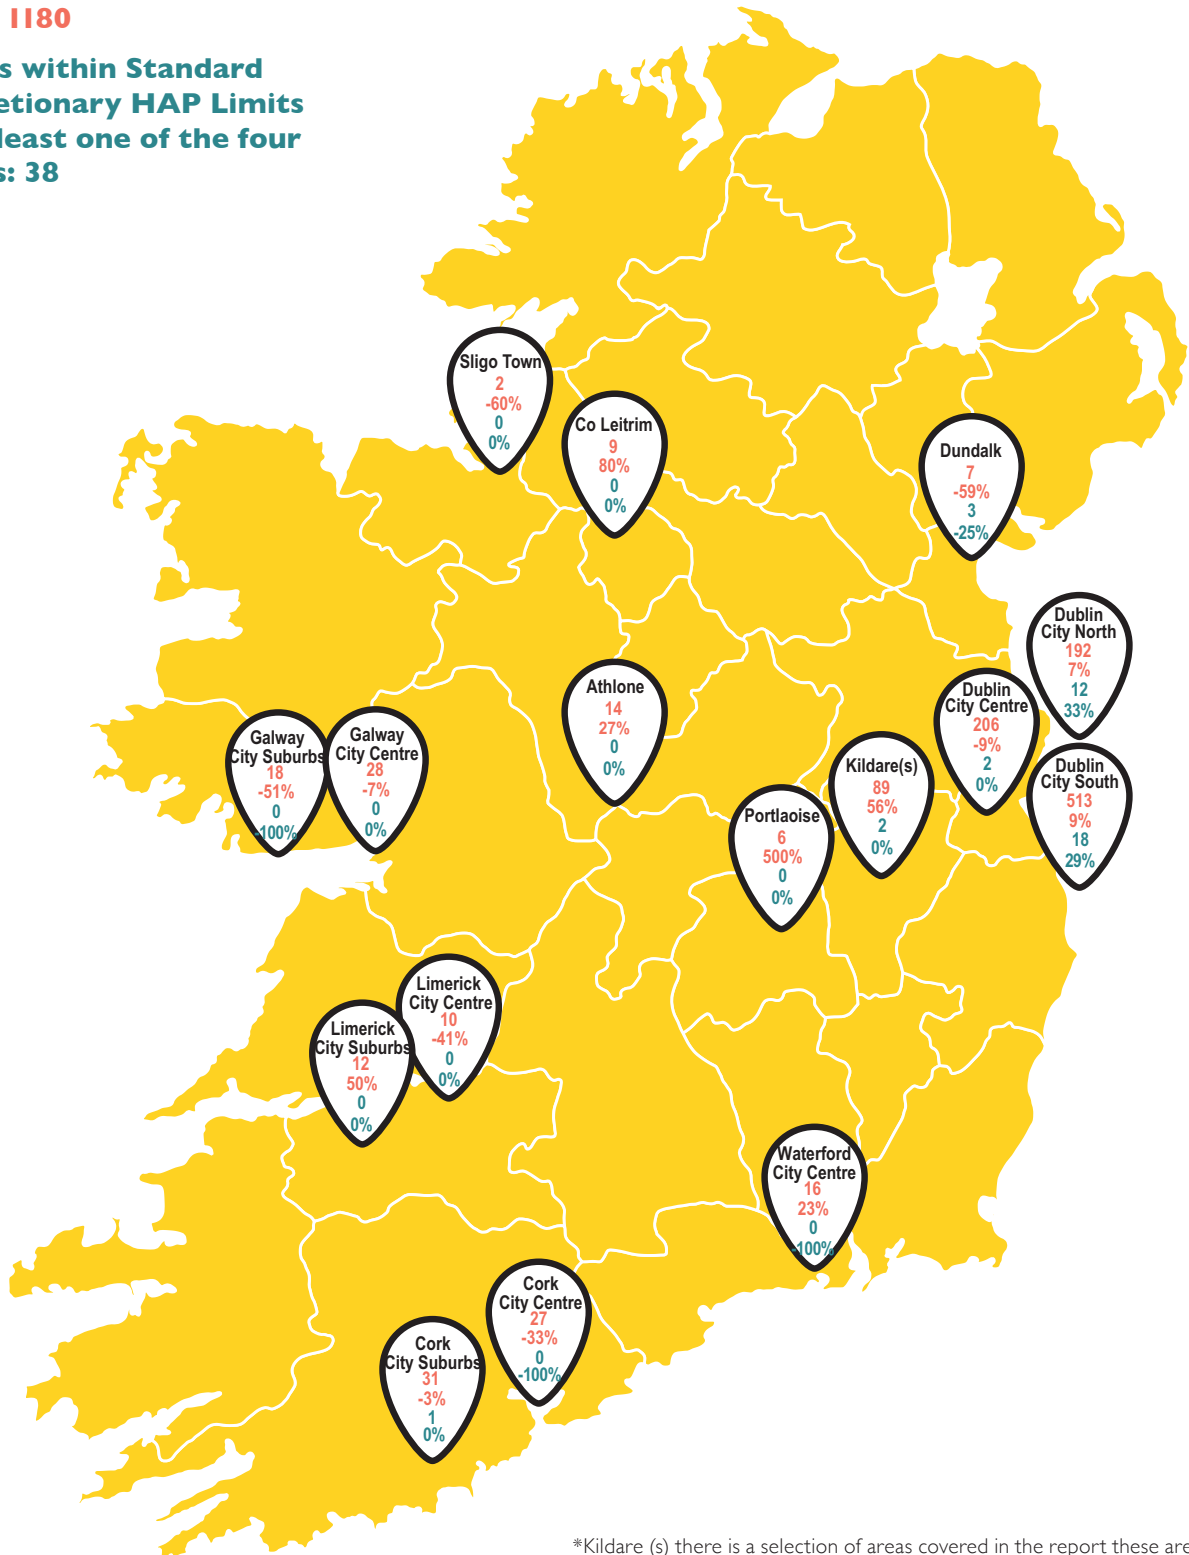 1180
s within Standard
etionary HAP Limits
least one of the four
s: 38
Sligo Town
2
-60%
0
0%
Co Leitrim
9
80%
0
0%
Dundalk
7
-59%
3
-25%
Dublin
City North
192
7%
12
33%
Athlone
14
27%
0
0%
Dublin
City Centre
206
-9%
2
0%
Galway
City Suburbs
18
-51%
0
-100%
Galway
City Centre
28
-7%
0
0%
Kildare(s)
89
56%
2
0%
Dublin
City South
513
9%
18
29%
Portlaoise
6
500%
0
0%
Limerick
City Centre
10
-41%
0
0%
Limerick
City Suburbs
12
50%
0
0%
Waterford
City Centre
16
23%
0
-100%
Cork
City Centre
27
-33%
0
-100%
Cork
City Suburbs
31
-3%
1
0%
*Kildare (s) there is a selection of areas covered in the report these are